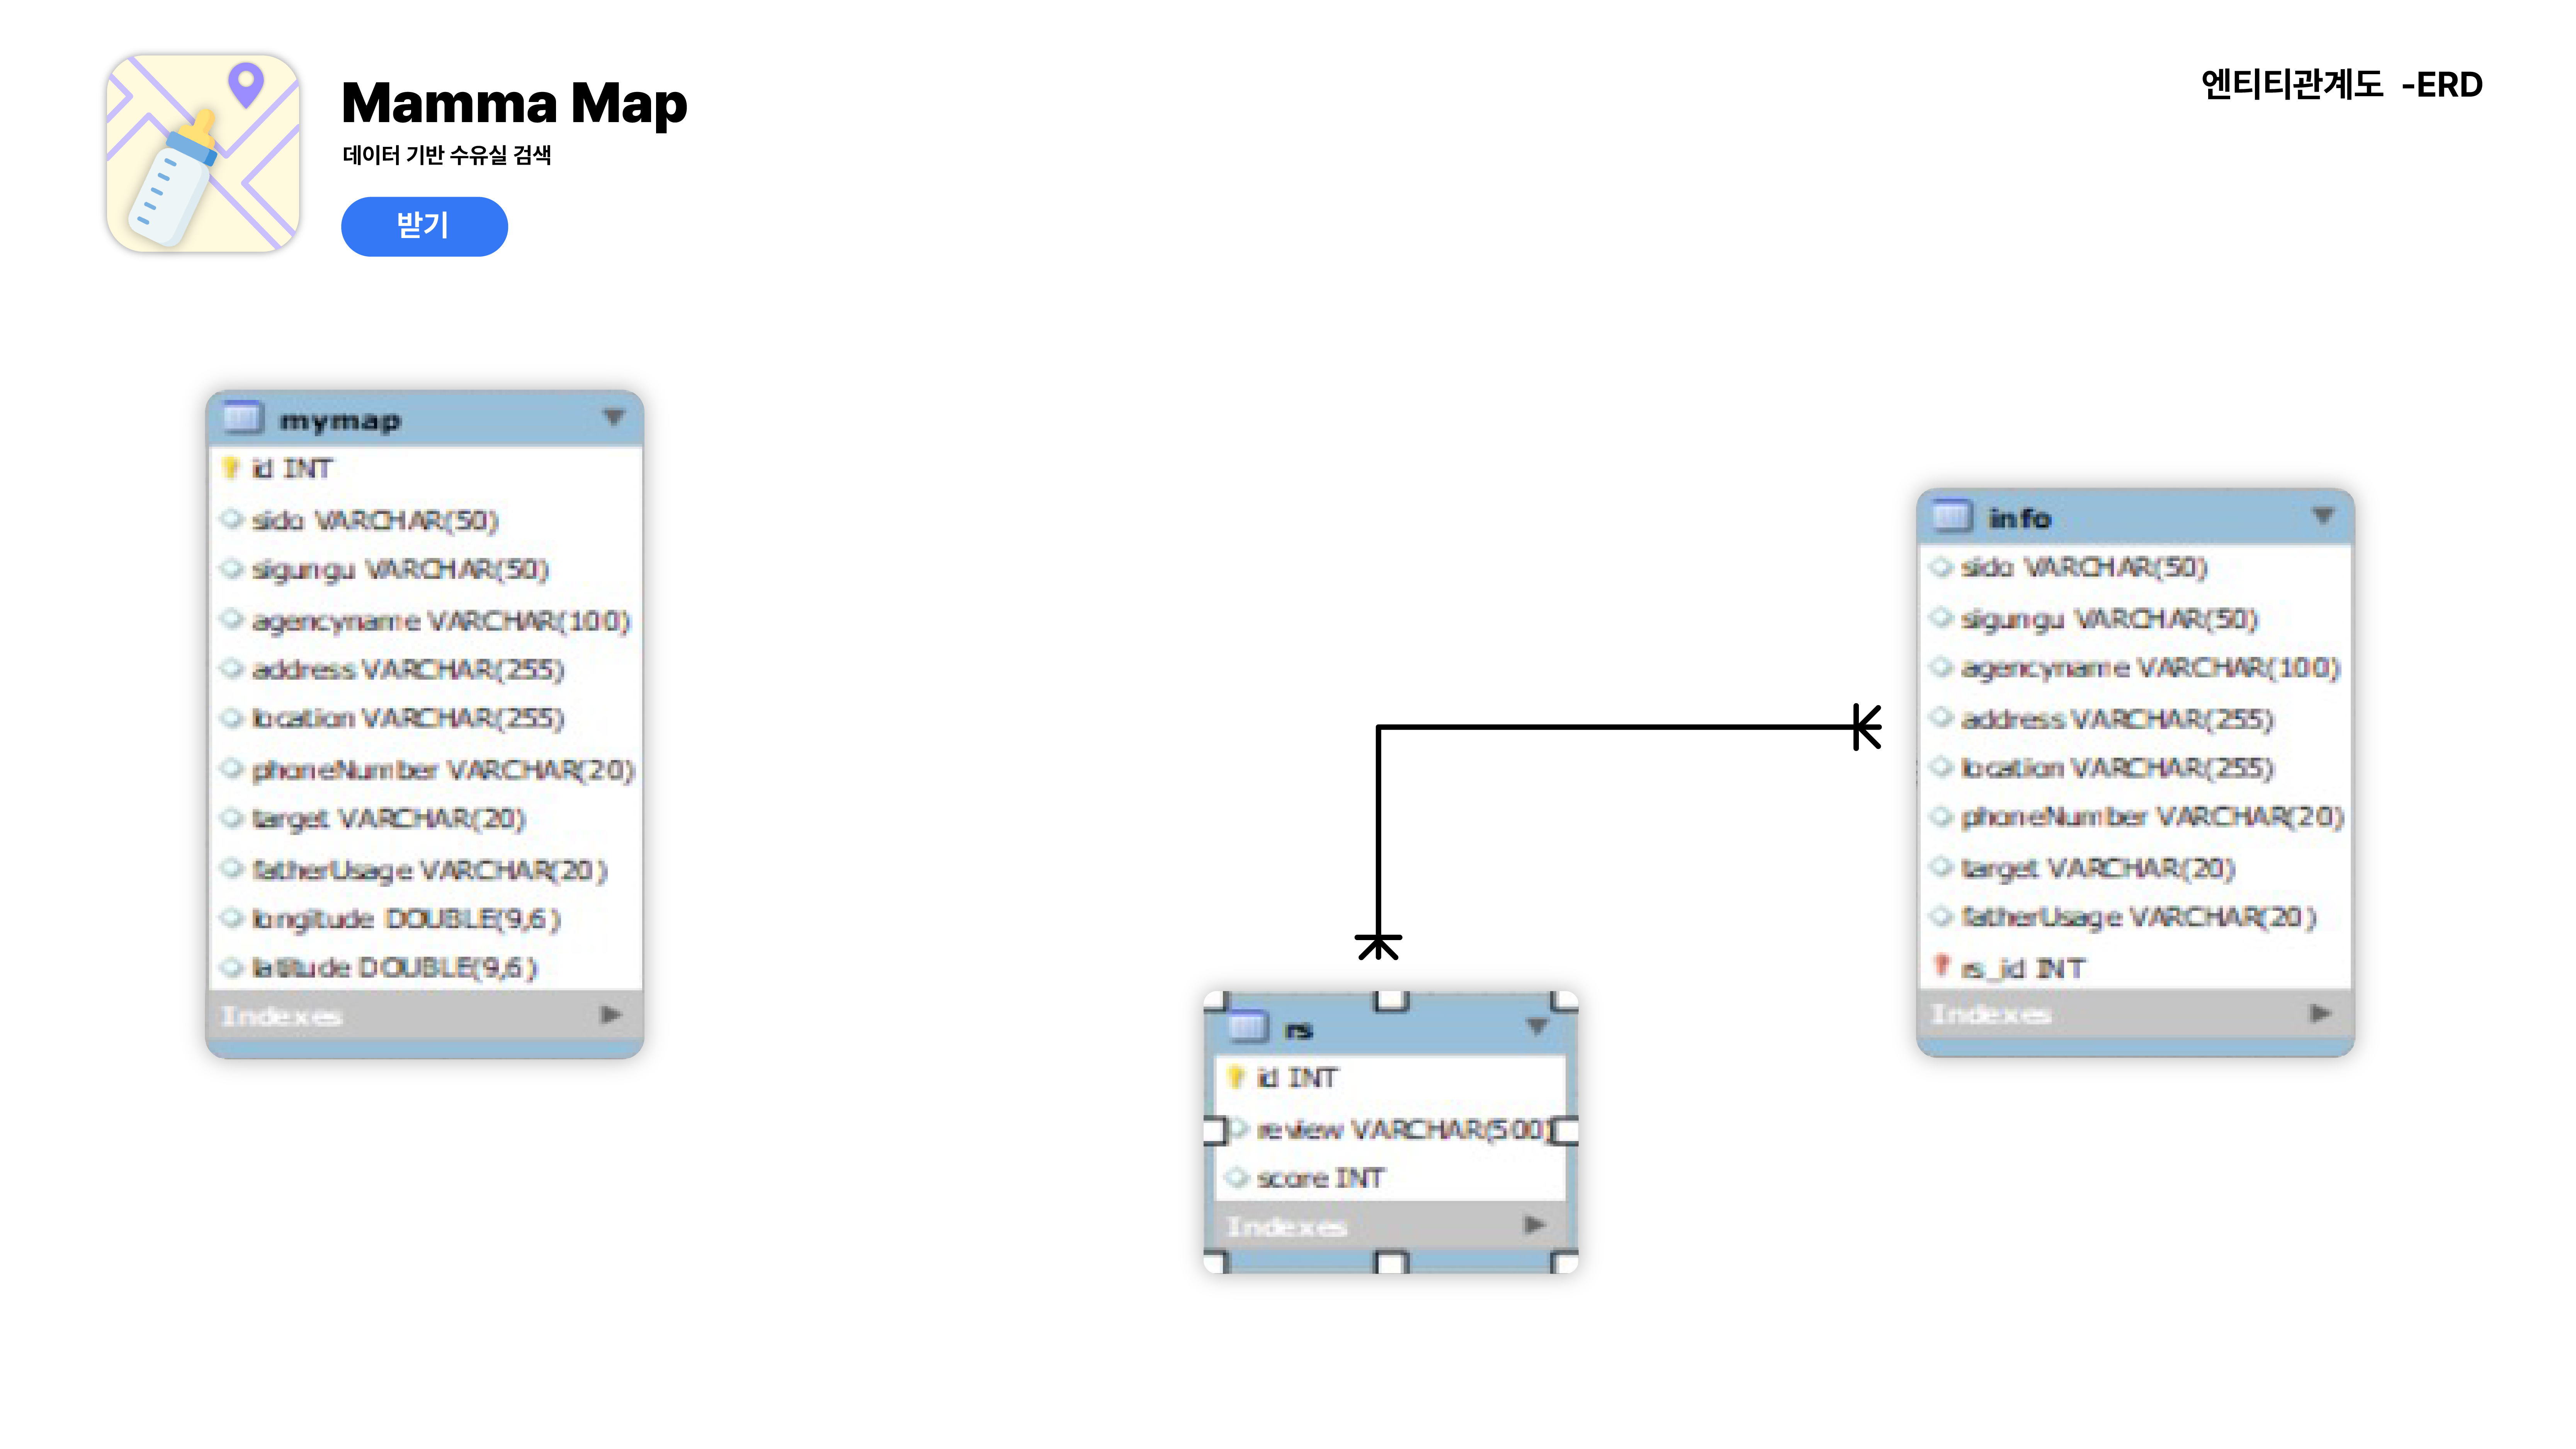 Mamma Map
데이터 기반 수유실 검색
받기
엔티티관계도 -ERD
mymap
id INT
sido VARCHAR(50)
sigungu VARCHAR(50)
agencyname VARCHAR(100)
address VARCHAR(255)
location VARCHAR(255)
phoneNumber VARCHAR(20)
target VARCHAR(20)
fatherUsage VARCHAR(20)
longitude DOUBLE(9,6)
latitude DOUBLE(9,6)
Indexes
rs
id INT
review VARCHAR(500)
score INT
Indexes
info
sido VARCHAR(50)
sigungu VARCHAR(50)
agencyname VARCHAR(100)
address VARCHAR(255)
location VARCHAR(255)
phoneNumber VARCHAR(20)
target VARCHAR(20)
fatherUsage VARCHAR(20)
rs_id INT
Indexes